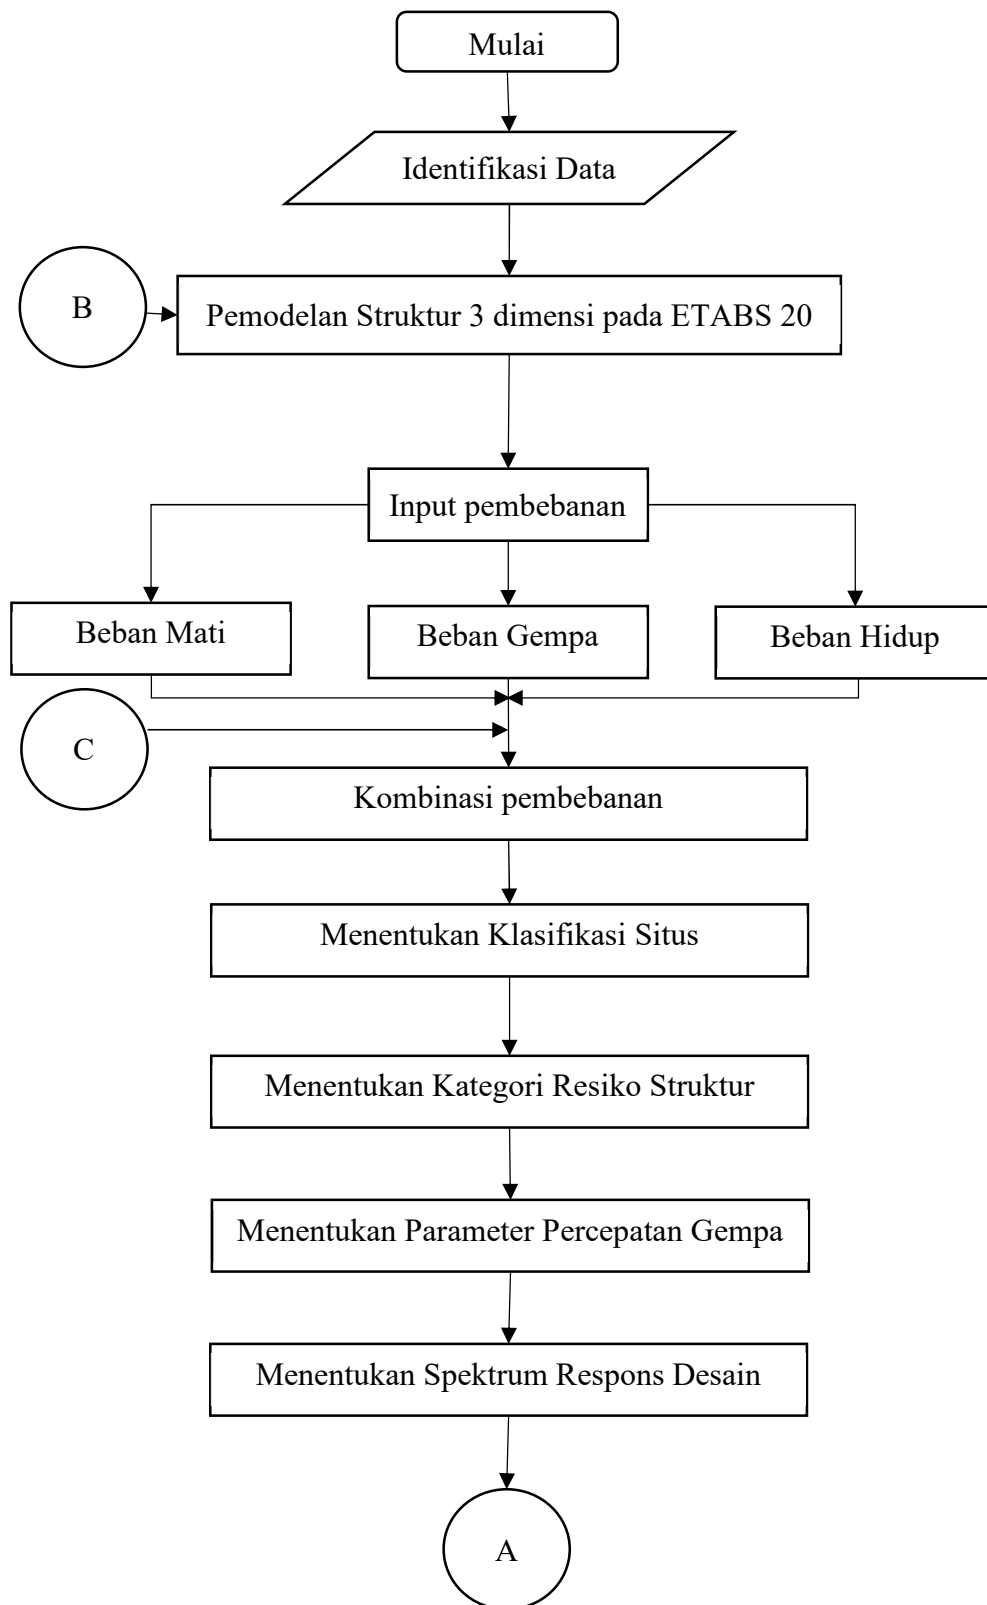 Mulai
Identifikasi Data
B
Pemodelan Struktur 3 dimensi pada ETABS 20
Input pembebanan
Beban Mati
Beban Gempa
Beban Hidup
C
Kombinasi pembebanan
Menentukan Klasifikasi Situs
Menentukan Kategori Resiko Struktur
Menentukan Parameter Percepatan Gempa
Menentukan Spektrum Respons Desain
A